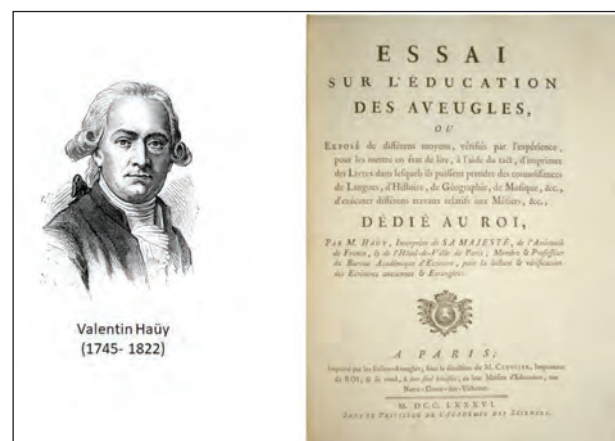 Valentin Haüy
(1745- 1822)
ESSAI
SUR L'ÉDUCATION
DES AVEUGLES,
OU
EXPOSÉ de différens moyens, vérifiés par l'expérience,
pour les mettre en état de lire, à l'aide du tact, d'imprimer
des Livres dans lesquels ils puissent prendre des connoissances
de Langues, d'Histoire, de Géographie, de Musique, &c.,
d'exécuter différens travaux relatifs aux Métiers, &c.,
DÉDIÉ AU ROI,
PAR M. HAÜY, Interprète de SA MAJESTÉ, de l'Amirauté
de France, & de l'Hôtel-de-Ville de Paris; Membre & Professeur
du Bureau Académique d'Ecriture, pour la lecture & vérification
des Ecritures anciennes & Etrangères.
A PARIS,
Imprimé par les Enfans-Aveugles, sous la direction de M. CLOUSIER, Imprimeur
du ROI; & se vend, à leur seul bénéfice, en leur Maison d'Education, rue
Notre-Dame-des-Victoires.
M. DCC. LXXXVI.
SOUS LE PRIVILÈGE DE L'ACADÉMIE DES SCIENCES.